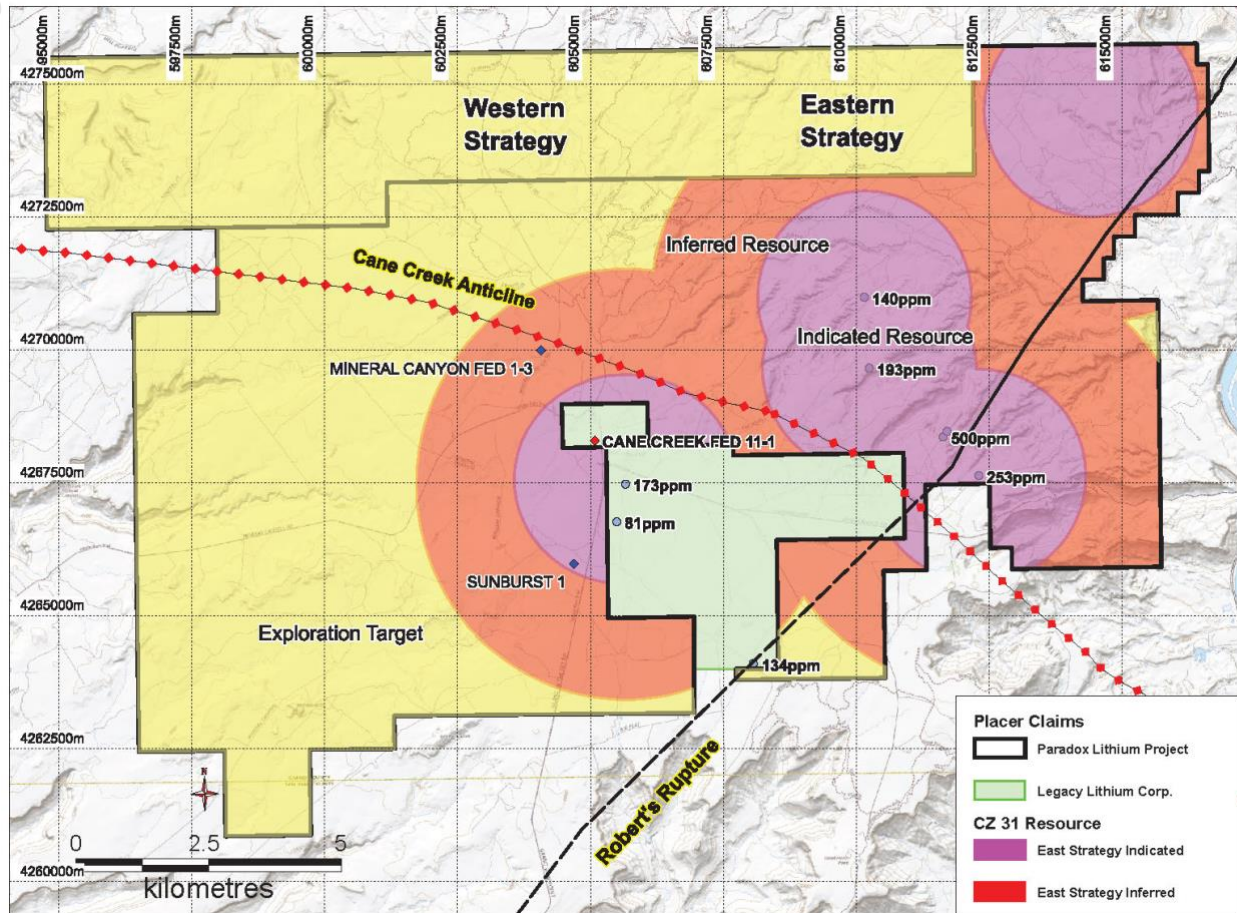 95000m
597500m
600000m
602500m
605000m
607500m
610000m
612500m
615000m
4275000m
Western
Strategy
Eastern
Strategy
4272500m
Inferred Resource
Cane Creek Anticline
140ppm
4270000m
Indicated Resource
MINERAL CANYON FED 1-3
193ppm
CANE CREEK FED 11-1
500ppm
4267500m
173ppm
253ppm
81ppm
SUNBURST 1
4265000m
Exploration Target
134ppm
4262500m
N
Robert's Rupture
0
2.5
5
4260000m
kilometres
Placer Claims
Paradox Lithium Project
Legacy Lithium Corp.
CZ 31 Resource
East Strategy Indicated
East Strategy Inferred